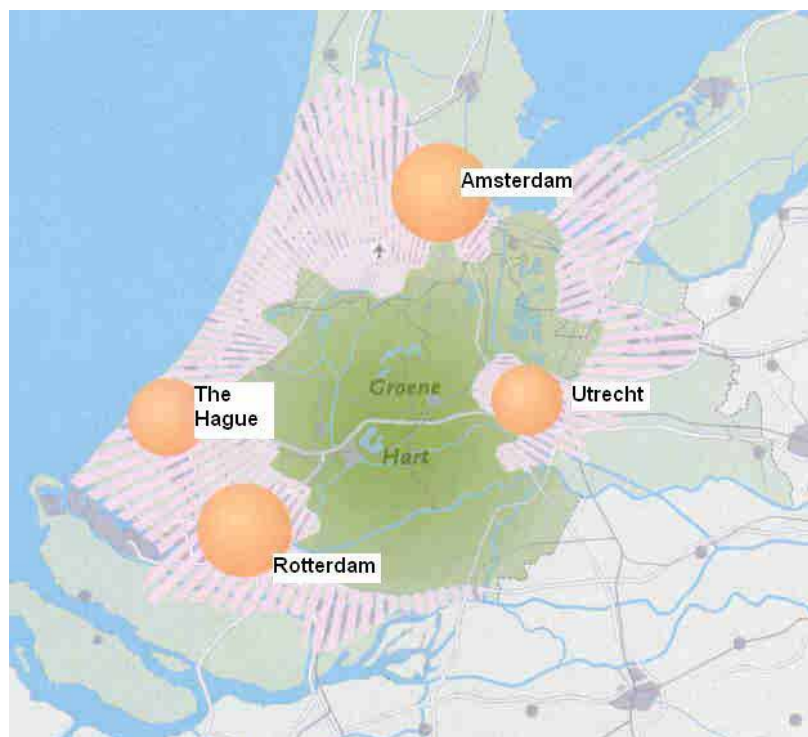 Amsterdam
The
Hague
Groene
Utrecht
Hart
Rotterdam